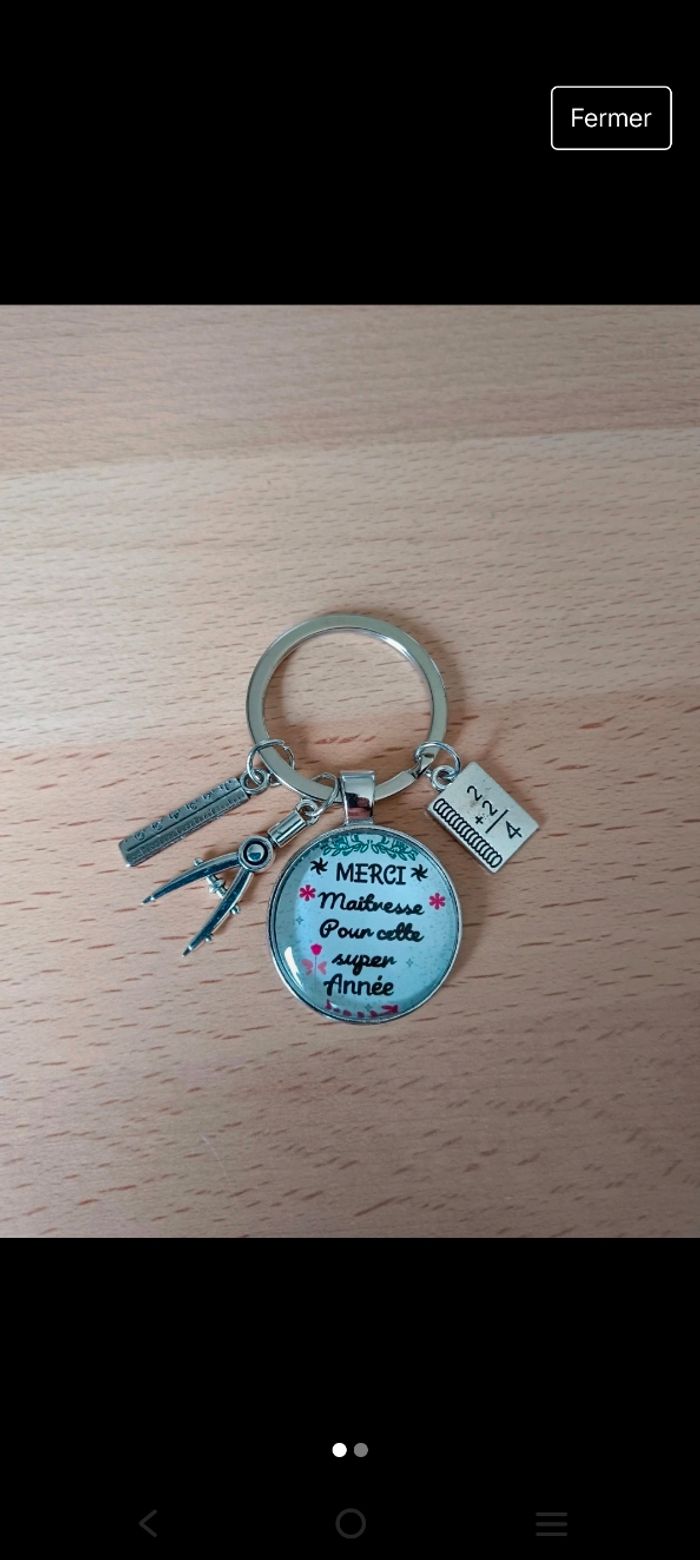 Fermer
MERCI
Maîtresse
Pour cette
super
Année
2
+2
4